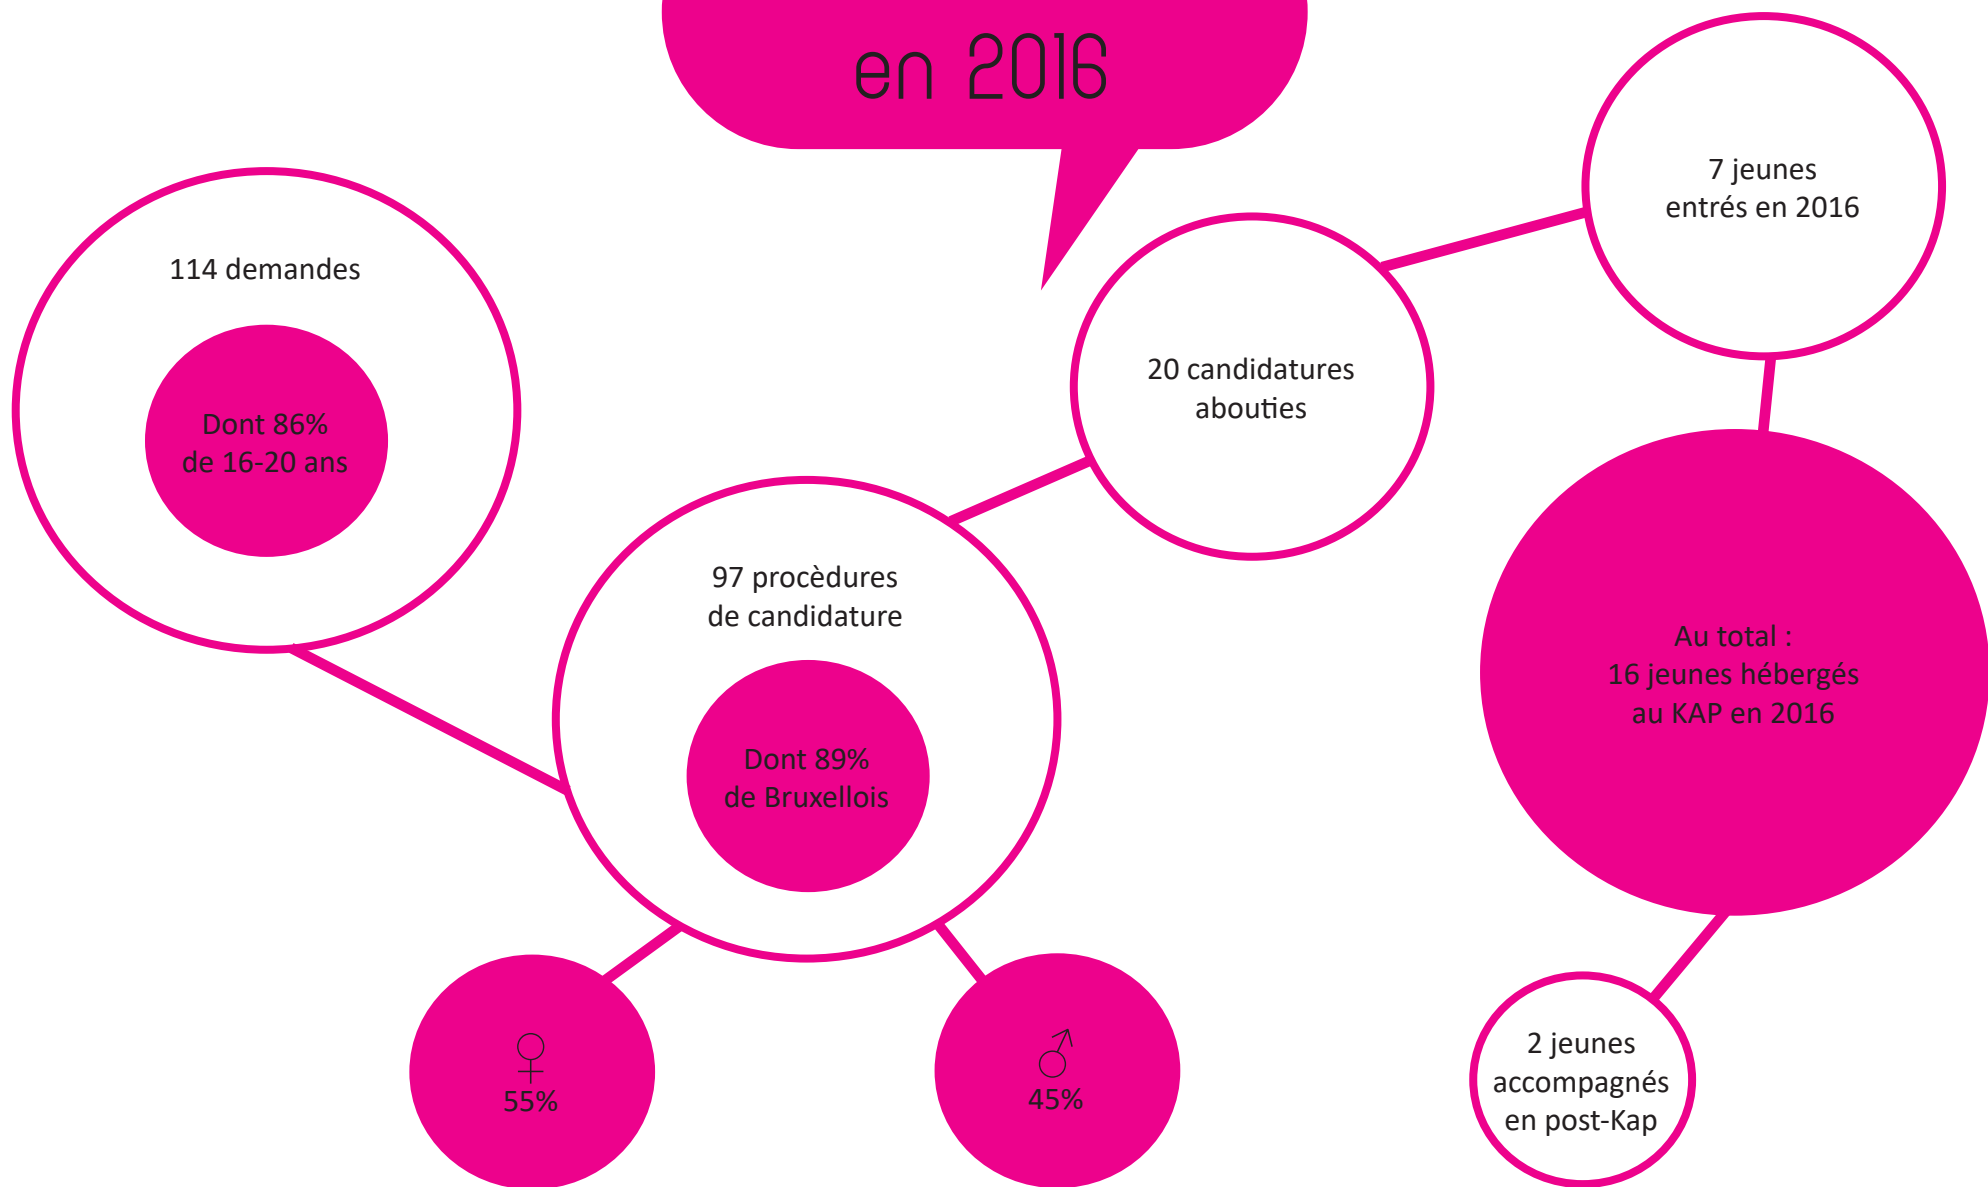 en 2016
114 demandes
Dont 86%
de 16-20 ans
97 procèdures
de candidature
Dont 89%
de Bruxellois
♀
55%
♂
45%
20 candidatures
abouties
7 jeunes
entrés en 2016
Au total :
16 jeunes hébergés
au KAP en 2016
2 jeunes
accompagnés
en post-Kap